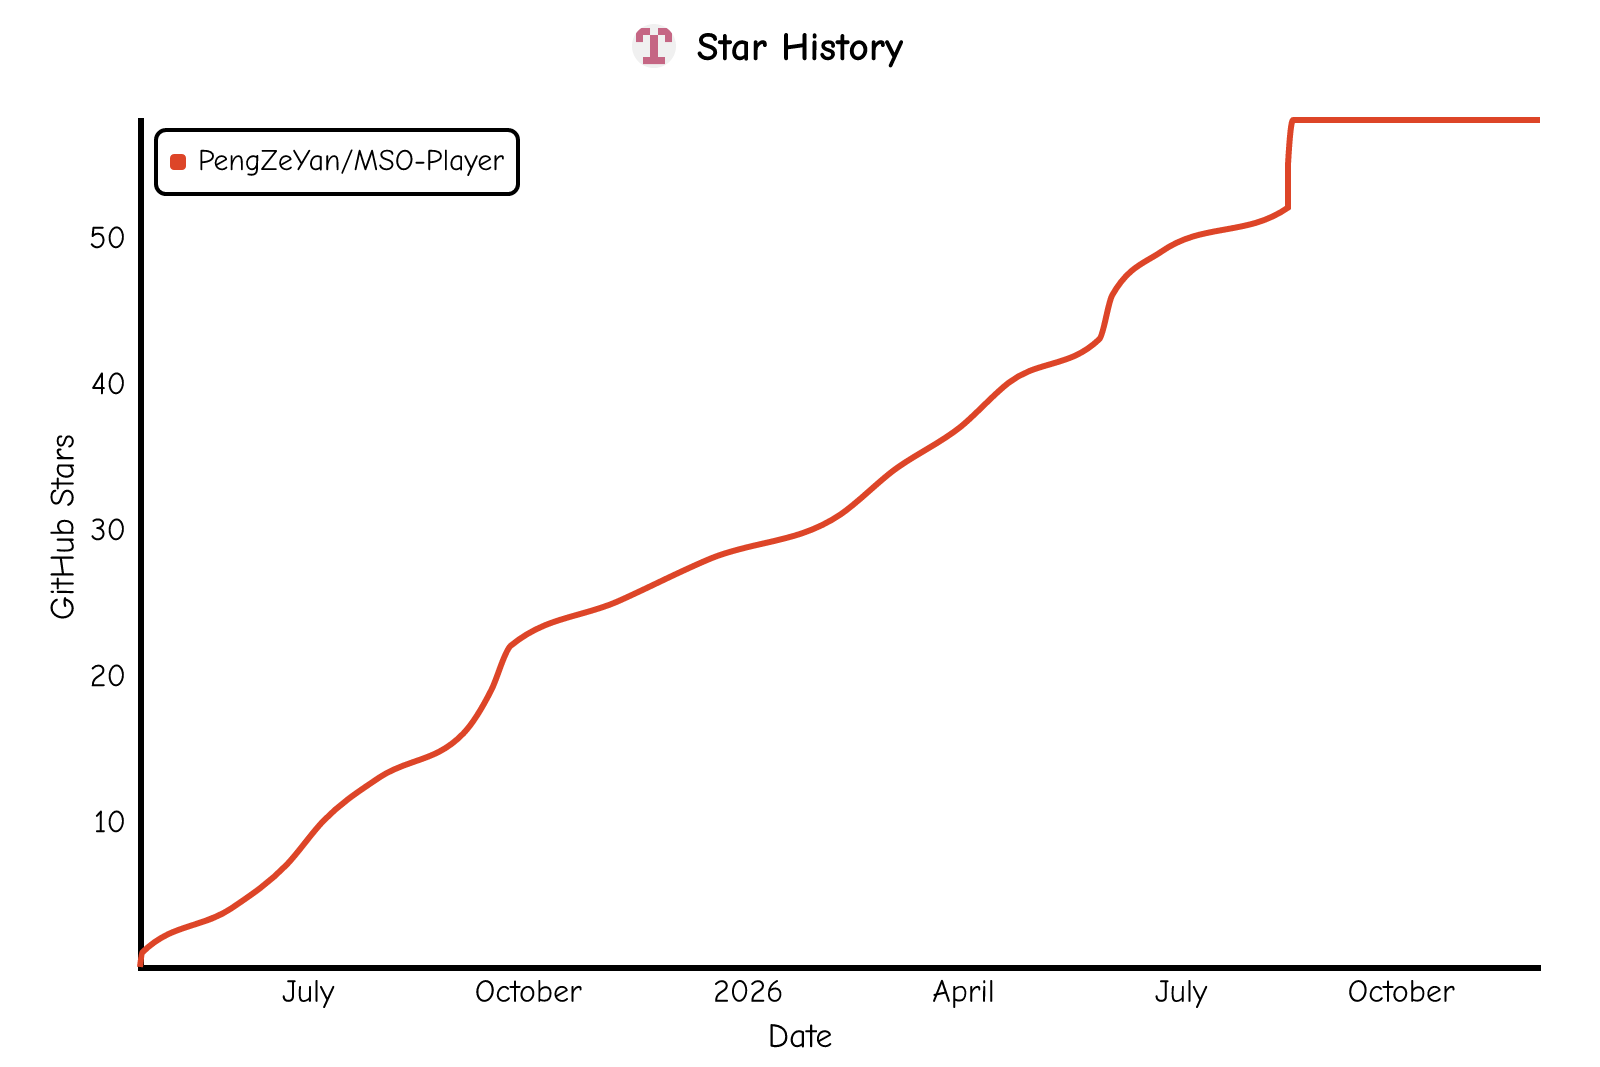 Star History
PengZeYan/MSO-Player
50
40
30
20
10
GitHub Stars
July
October
2026
April
July
October
Date